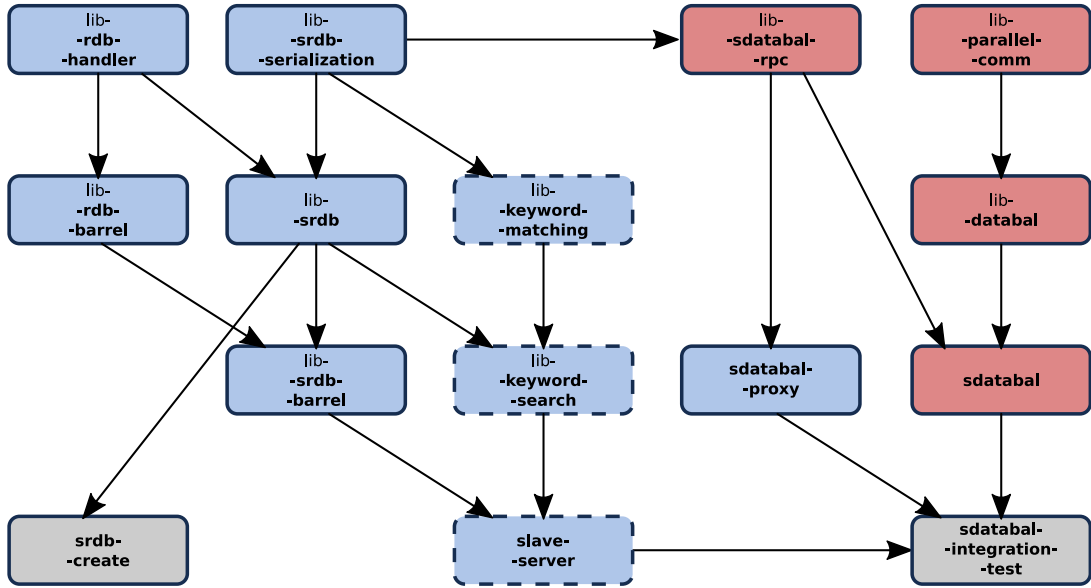 lib-
-rdb-
-handler
lib-
-srdb-
-serialization
lib-
-sdatabal-
-rpc
lib-
-parallel-
-comm
lib-
-rdb-
-barrel
lib-
-srdb
lib-
-keyword-
-matching
lib-
-databal
lib-
-srdb-
-barrel
lib-
-keyword-
-search
sdatabal-
-proxy
sdatabal
srdb-
-create
slave-
-server
sdatabal-
-integration-
-test